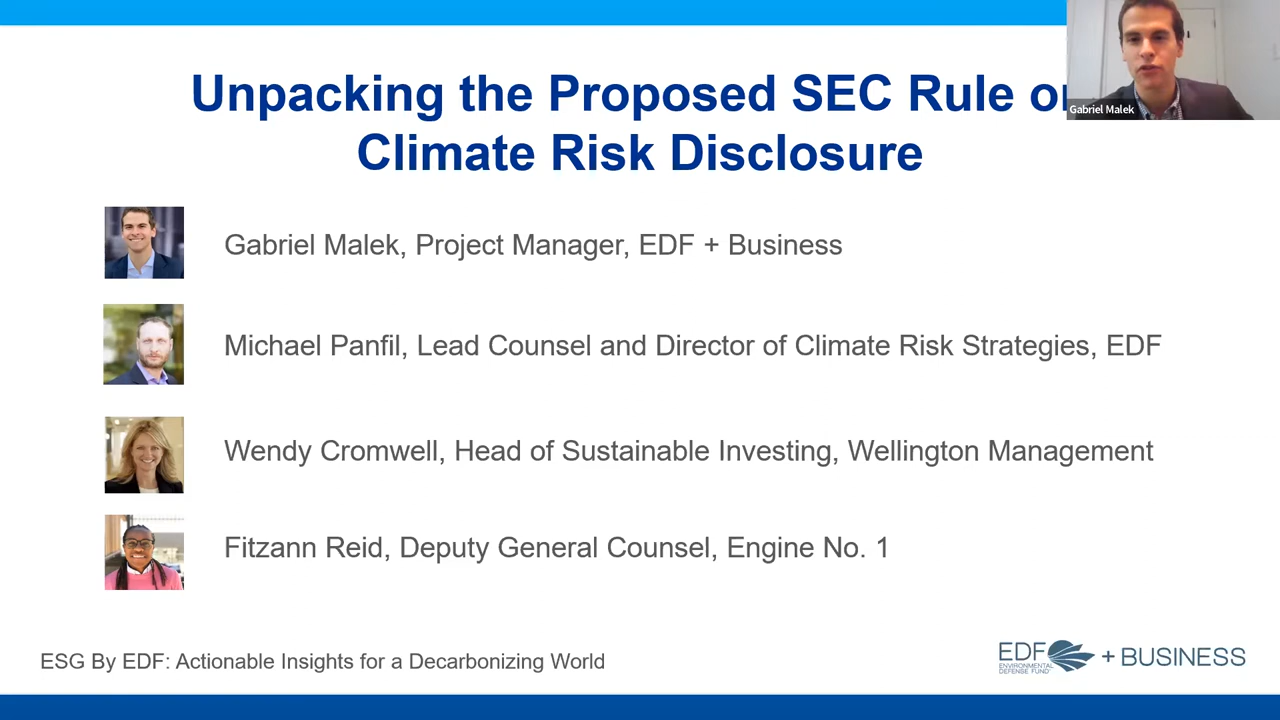 Unpacking the Proposed SEC Rule on
Climate Risk Disclosure
Gabriel Malek
Gabriel Malek, Project Manager, EDF + Business
Michael Panfil, Lead Counsel and Director of Climate Risk Strategies, EDF
Wendy Cromwell, Head of Sustainable Investing, Wellington Management
Fitzann Reid, Deputy General Counsel, Engine No. 1
ESG By EDF: Actionable Insights for a Decarbonizing World
EDF + BUSINESS
ENVIRONMENTAL
DEFENSE FUND